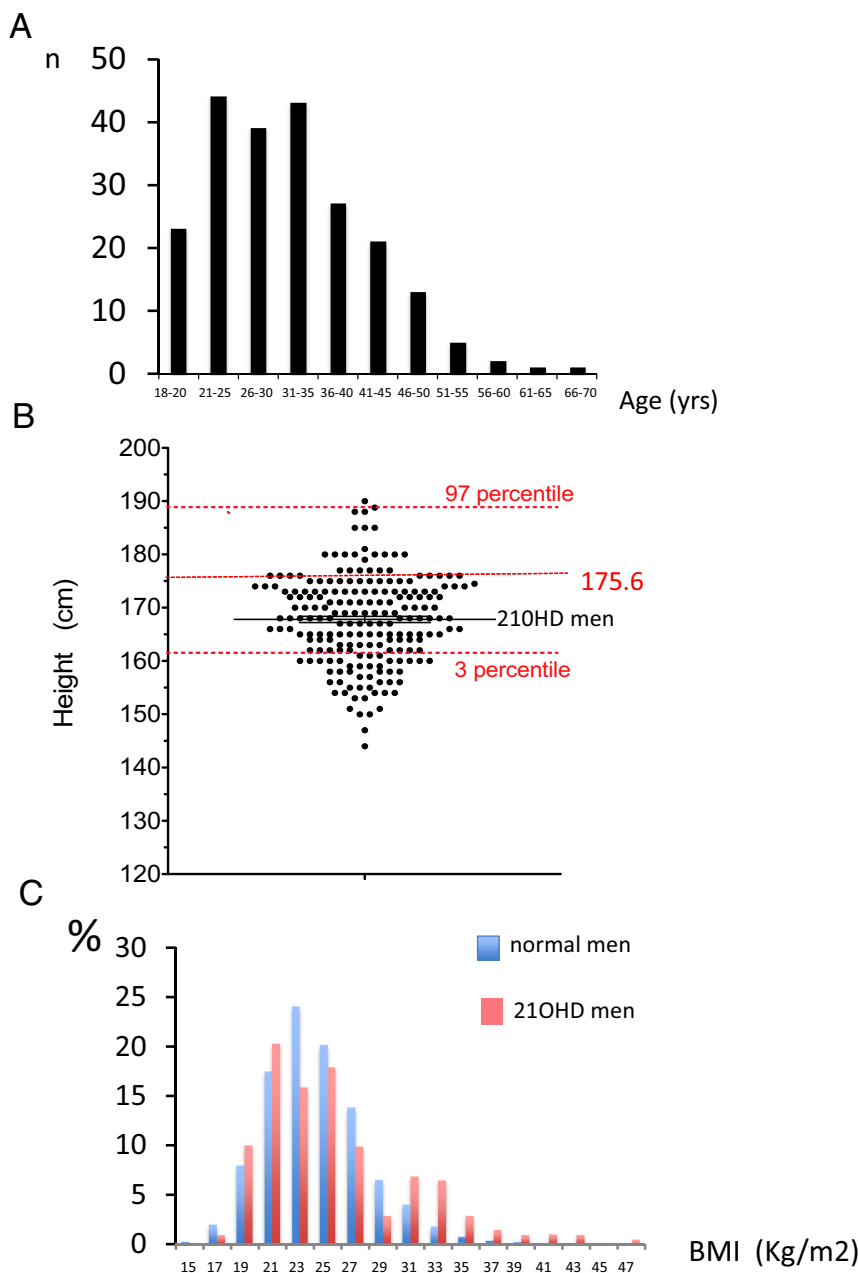 A
n
50
40
30
20
10
0
18-20 21-25 26-30 31-35 36-40 41-45 46-50 51-55 56-60 61-65 66-70
Age (yrs)
B
200
190
180
170
160
150
140
130
120
Height (cm)
97 percentile
175.6
21OHD men
3 percentile
C
%
30
25
20
15
10
5
0
normal men
21OHD men
15 17 19 21 23 25 27 29 31 33 35 37 39 41 43 45 47
BMI (Kg/m2)